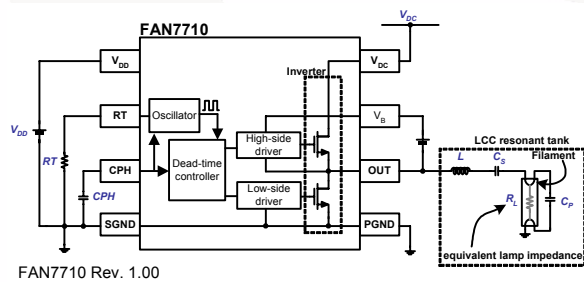 FAN7710
V_DC
V_DD
V_DC
Inverter
RT
Oscillator
V_B
V_DD
High-side
driver
LCC resonant tank
RT
L
C_S
Filament
CPH
Dead-time
controller
OUT
CPH
Low-side
driver
R_L
C_P
SGND
PGND
equivalent lamp impedance
FAN7710 Rev. 1.00